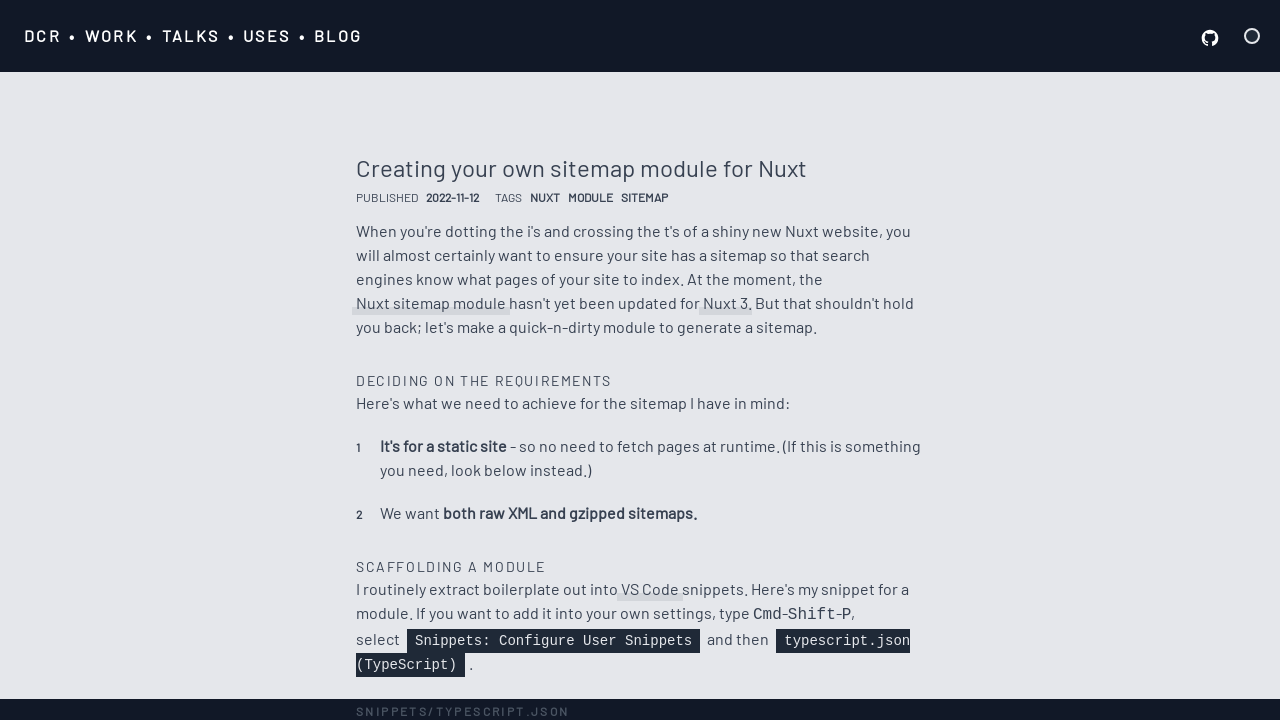 DCR • WORK • TALKS • USES • BLOG
Creating your own sitemap module for Nuxt
PUBLISHED 2022-11-12 TAGS NUXT MODULE SITEMAP
When you're dotting the i's and crossing the t's of a shiny new Nuxt website, you
will almost certainly want to ensure your site has a sitemap so that search
engines know what pages of your site to index. At the moment, the
Nuxt sitemap module hasn't yet been updated for Nuxt 3. But that shouldn't hold
you back; let's make a quick-n-dirty module to generate a sitemap.
DECIDING ON THE REQUIREMENTS
Here's what we need to achieve for the sitemap I have in mind:
1 It's for a static site - so no need to fetch pages at runtime. (If this is something
you need, look below instead.)
2 We want both raw XML and gzipped sitemaps.
SCAFFOLDING A MODULE
I routinely extract boilerplate out into VS Code snippets. Here's my snippet for a
module. If you want to add it into your own settings, type Cmd-Shift-P,
select Snippets: Configure User Snippets and then typescript.json
(TypeScript) .
SNIPPETS/TYPESCRIPT.JSON